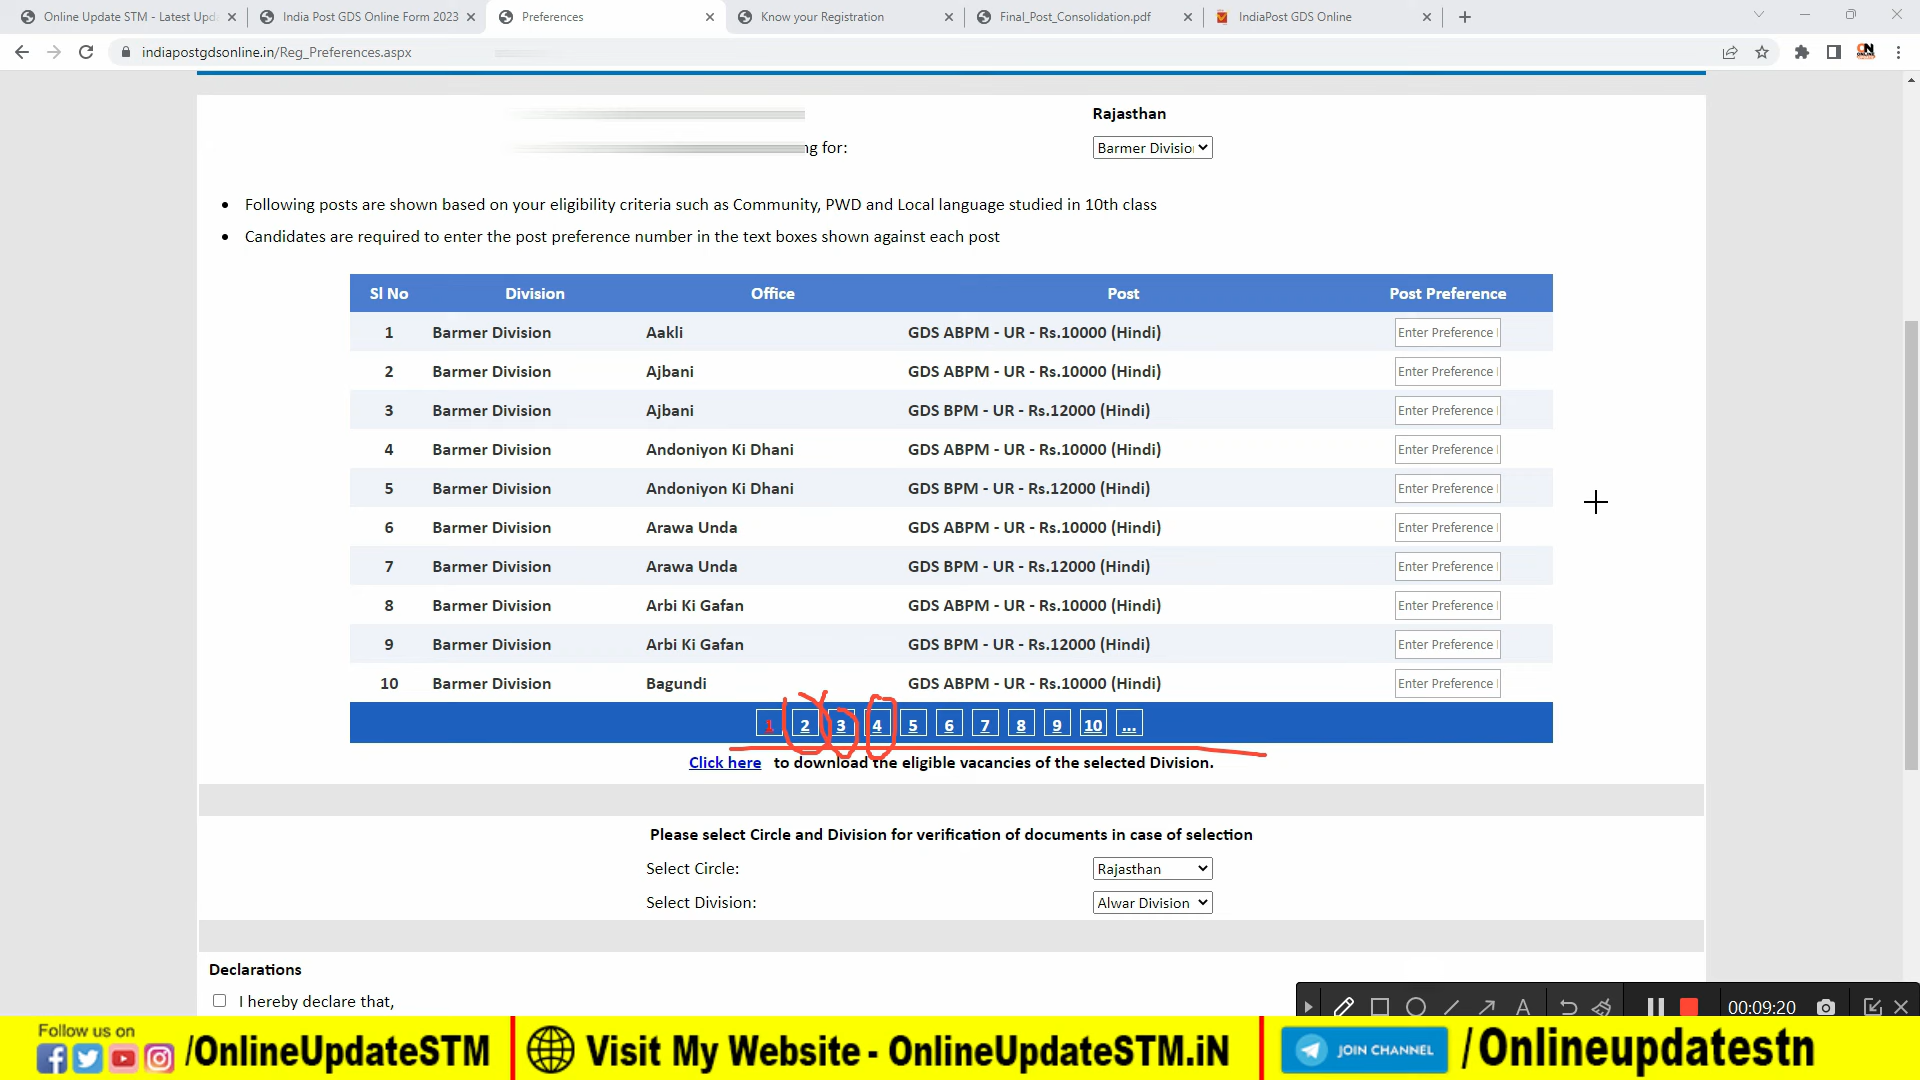 Online Update STM - Latest Upd
India Post GDS Online Form 2023
Preferences
Know your Registration
Final_Post_Consolidation.pdf
IndiaPost GDS Online
indiapostgdsonline.in/Reg_Preferences.aspx
Rajasthan
ng for:
Barmer Divisio
Following posts are shown based on your eligibility criteria such as Community, PWD and Local language studied in 10th class
Candidates are required to enter the post preference number in the text boxes shown against each post
Sl No Division Office Post Post Preference
1 Barmer Division Aakli GDS ABPM - UR - Rs.10000 (Hindi) Enter Preference
2 Barmer Division Ajbani GDS ABPM - UR - Rs.10000 (Hindi) Enter Preference
3 Barmer Division Ajbani GDS BPM - UR - Rs.12000 (Hindi) Enter Preference
4 Barmer Division Andoniyon Ki Dhani GDS ABPM - UR - Rs.10000 (Hindi) Enter Preference
5 Barmer Division Andoniyon Ki Dhani GDS BPM - UR - Rs.12000 (Hindi) Enter Preference
6 Barmer Division Arawa Unda GDS ABPM - UR - Rs.10000 (Hindi) Enter Preference
7 Barmer Division Arawa Unda GDS BPM - UR - Rs.12000 (Hindi) Enter Preference
8 Barmer Division Arbi Ki Gafan GDS ABPM - UR - Rs.10000 (Hindi) Enter Preference
9 Barmer Division Arbi Ki Gafan GDS BPM - UR - Rs.12000 (Hindi) Enter Preference
10 Barmer Division Bagundi GDS ABPM - UR - Rs.10000 (Hindi) Enter Preference
1 2 3 4 5 6 7 8 9 10 ...
Click here to download the eligible vacancies of the selected Division.
Please select Circle and Division for verification of documents in case of selection
Select Circle: Rajasthan
Select Division: Alwar Division
Declarations
I hereby declare that,
00:09:20
Follow us on
/OnlineUpdateSTM
Visit My Website - OnlineUpdateSTM.iN
JOIN CHANNEL
/Onlineupdatestn